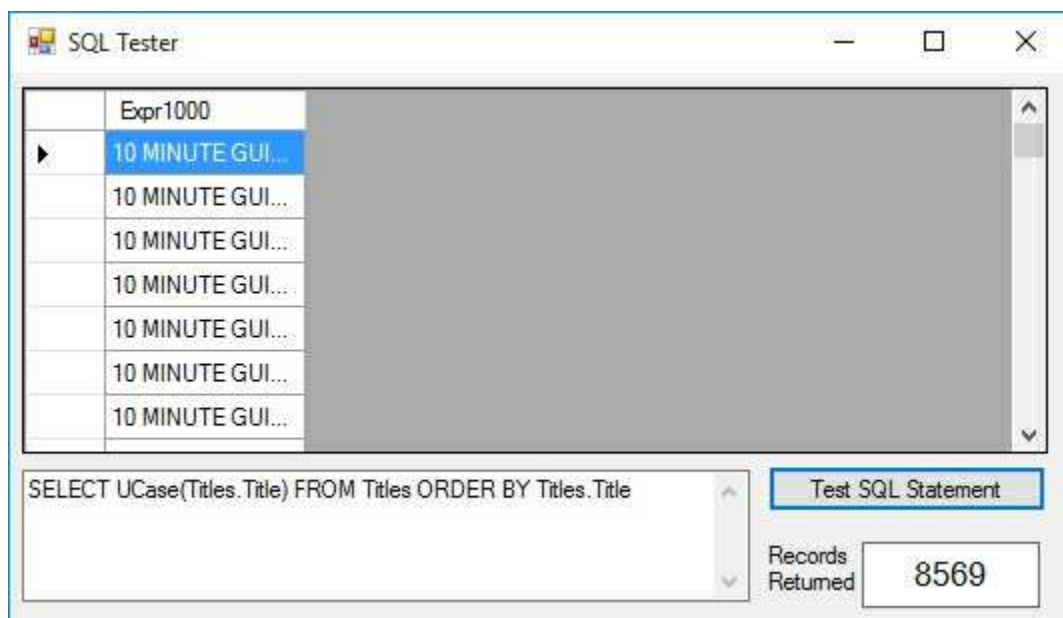 SQL Tester
Expr1000
10 MINUTE GUI...
10 MINUTE GUI...
10 MINUTE GUI...
10 MINUTE GUI...
10 MINUTE GUI...
10 MINUTE GUI...
10 MINUTE GUI...
SELECT UCase(Titles.Title) FROM Titles ORDER BY Titles.Title
Test SQL Statement
Records
Returned
8569